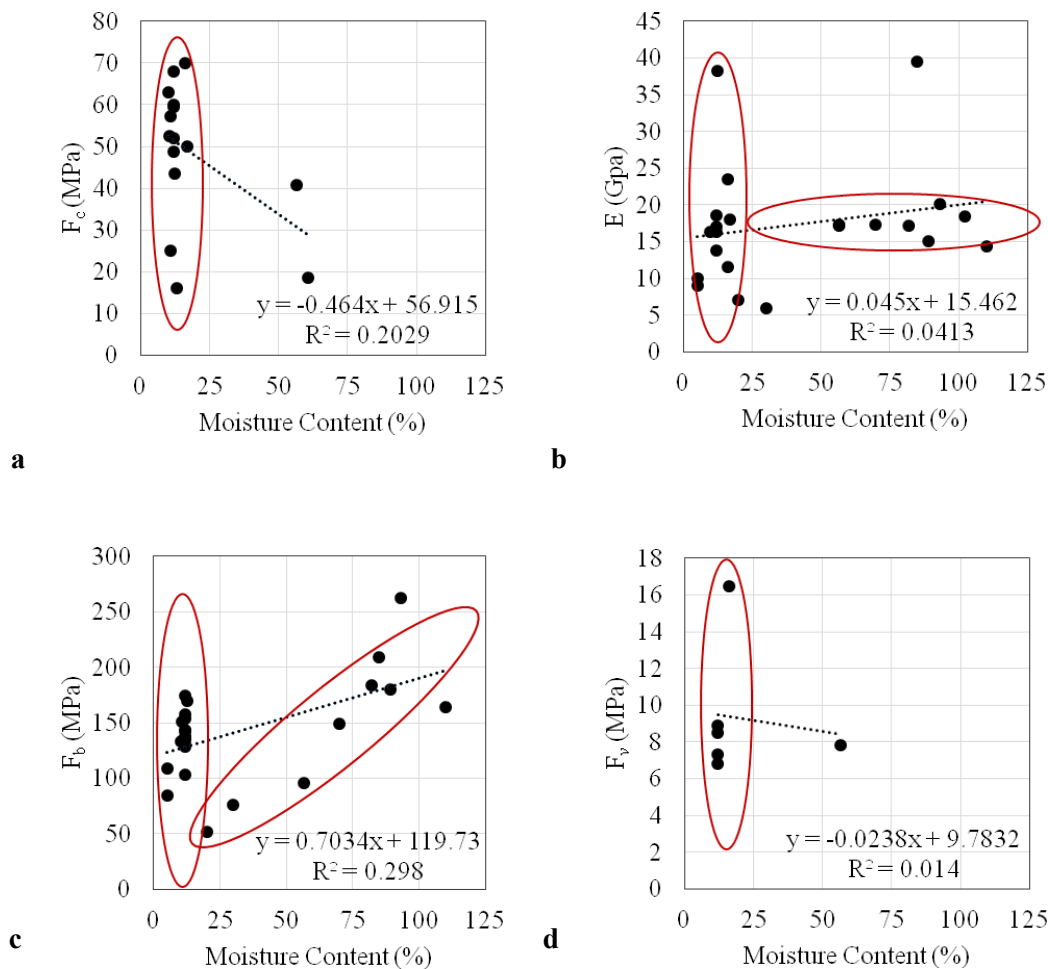 80
70
60
50
40
30
20
10
0
F_c (MPa)
y = -0.464x + 56.915
R² = 0.2029
0 25 50 75 100 125
Moisture Content (%)
a
45
40
35
30
25
20
15
10
5
0
E (Gpa)
y = 0.045x + 15.462
R² = 0.0413
0 25 50 75 100 125
Moisture Content (%)
b
300
250
200
150
100
50
0
F_b (MPa)
y = 0.7034x + 119.73
R² = 0.298
0 25 50 75 100 125
Moisture Content (%)
c
18
16
14
12
10
8
6
4
2
0
F_v (MPa)
y = -0.0238x + 9.7832
R² = 0.014
0 25 50 75 100 125
Moisture Content (%)
d